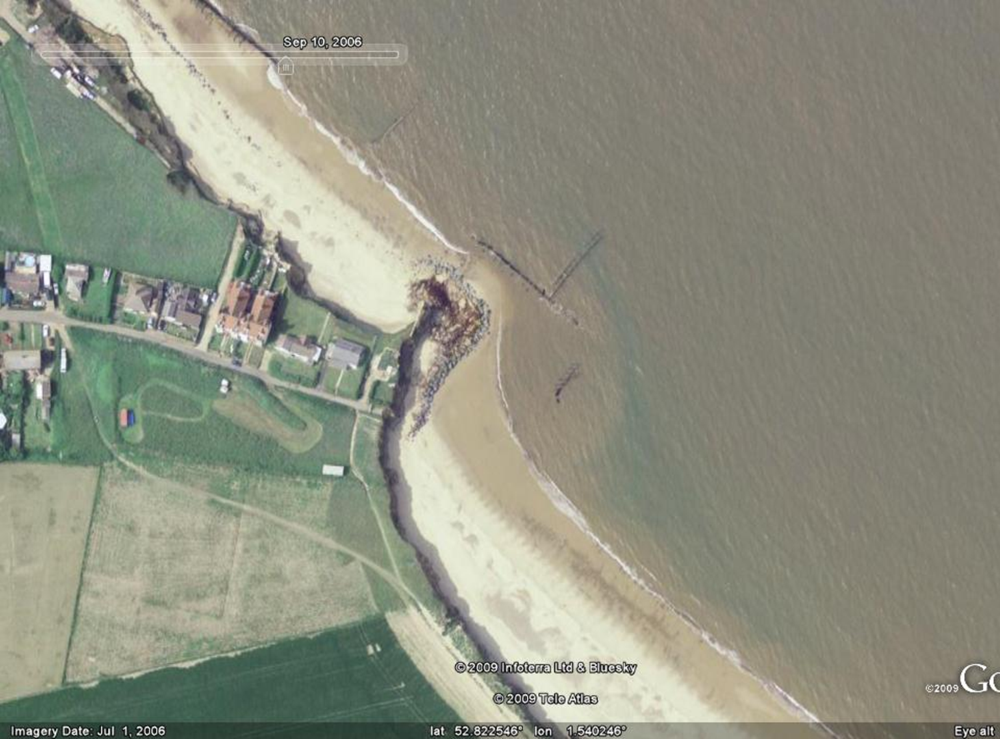 Sep 10, 2006
© 2009 Infoterra Ltd & Bluesky
©2009 Go
© 2009 Tele Atlas
Imagery Date: Jul 1, 2006 lat 52.822546° lon 1.540246° Eye alt